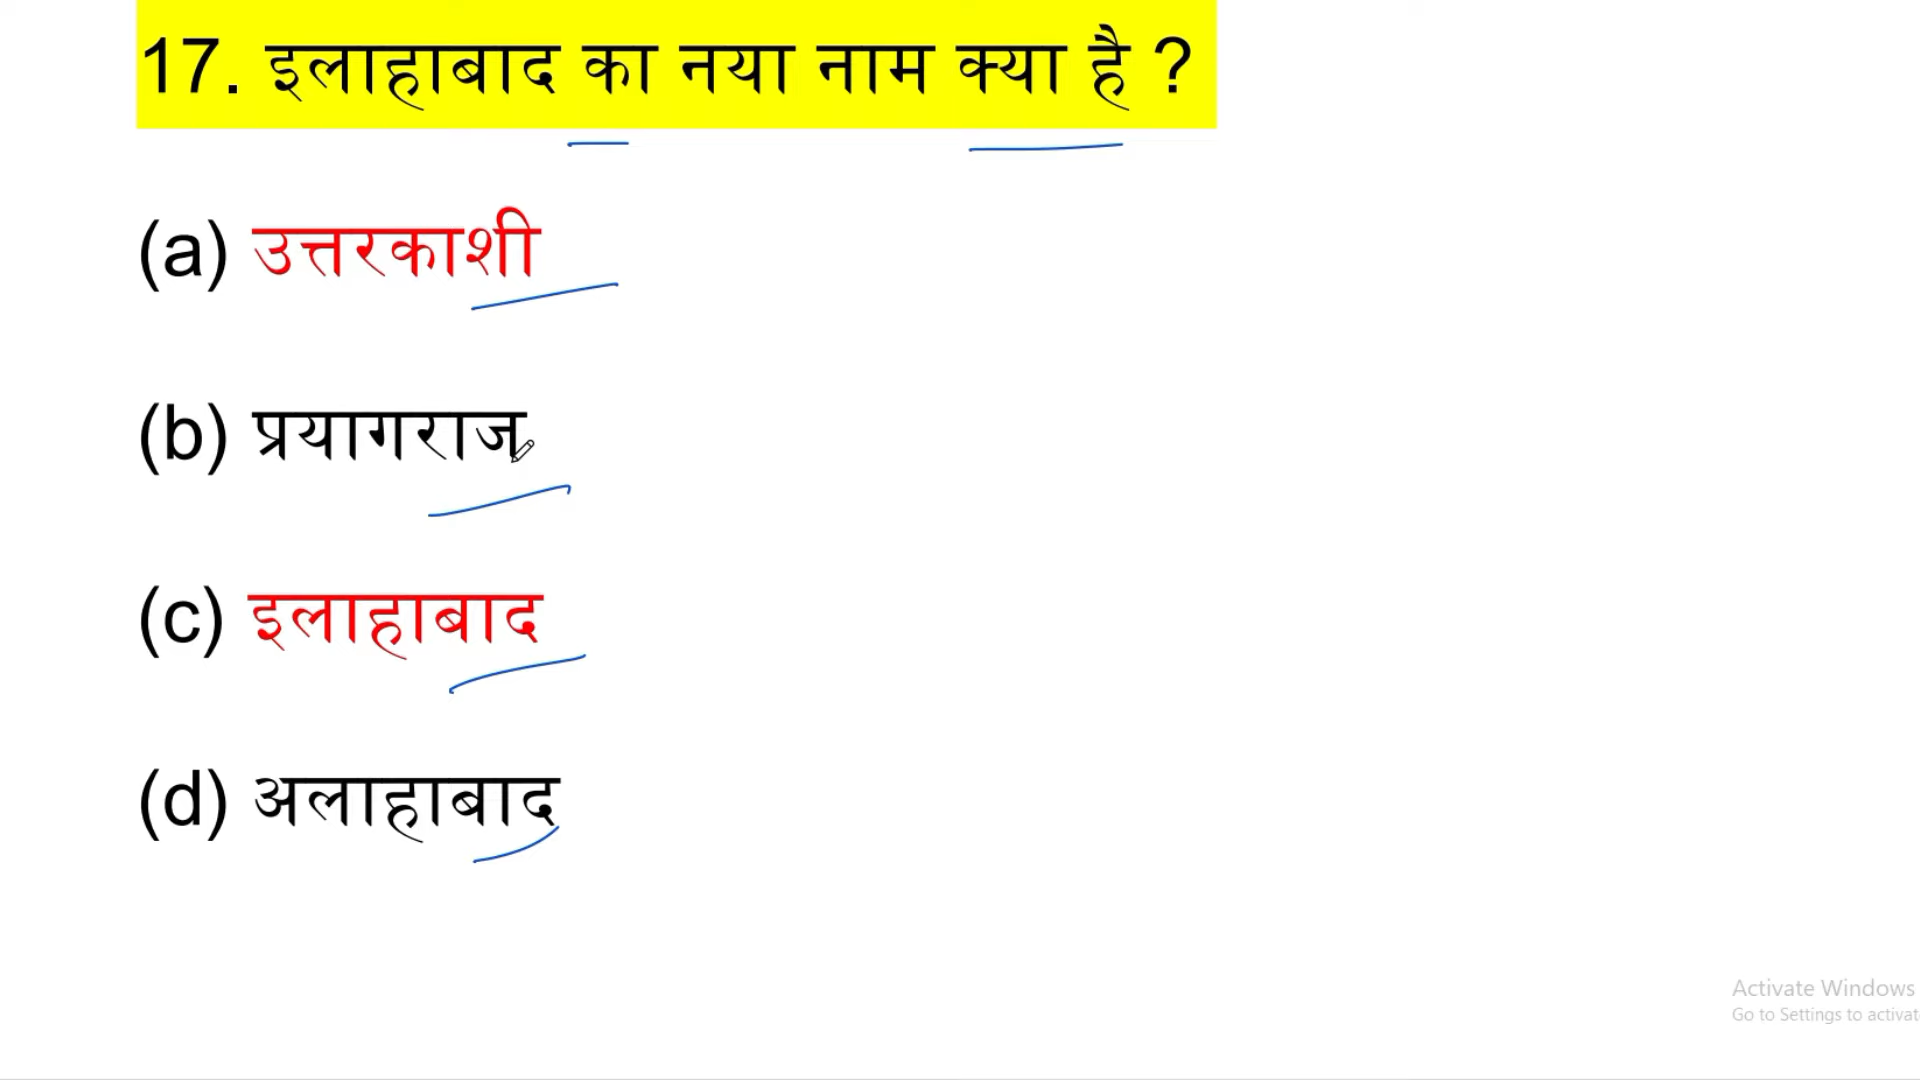 17. इलाहाबाद का नया नाम क्या है ?
(a) उत्तरकाशी
(b) प्रयागराज
(c) इलाहाबाद
(d) अलाहाबाद
Activate Windows
Go to Settings to activat